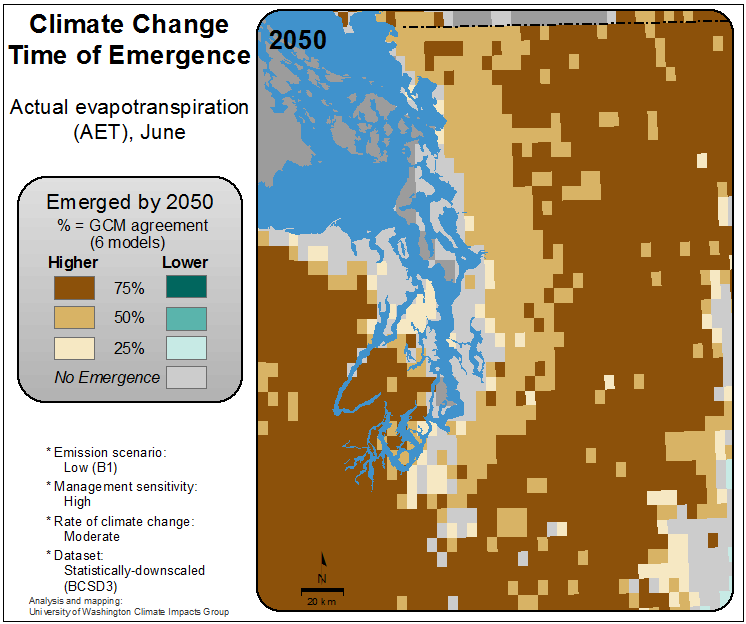 Climate Change
Time of Emergence
Actual evapotranspiration
(AET), June
Emerged by 2050
% = GCM agreement
(6 models)
Higher Lower
75%
50%
25%
No Emergence
* Emission scenario:
Low (B1)
* Management sensitivity:
High
* Rate of climate change:
Moderate
* Dataset:
Statistically-downscaled
(BCSD3)
Analysis and mapping:
University of Washington Climate Impacts Group
2050
N
20 km